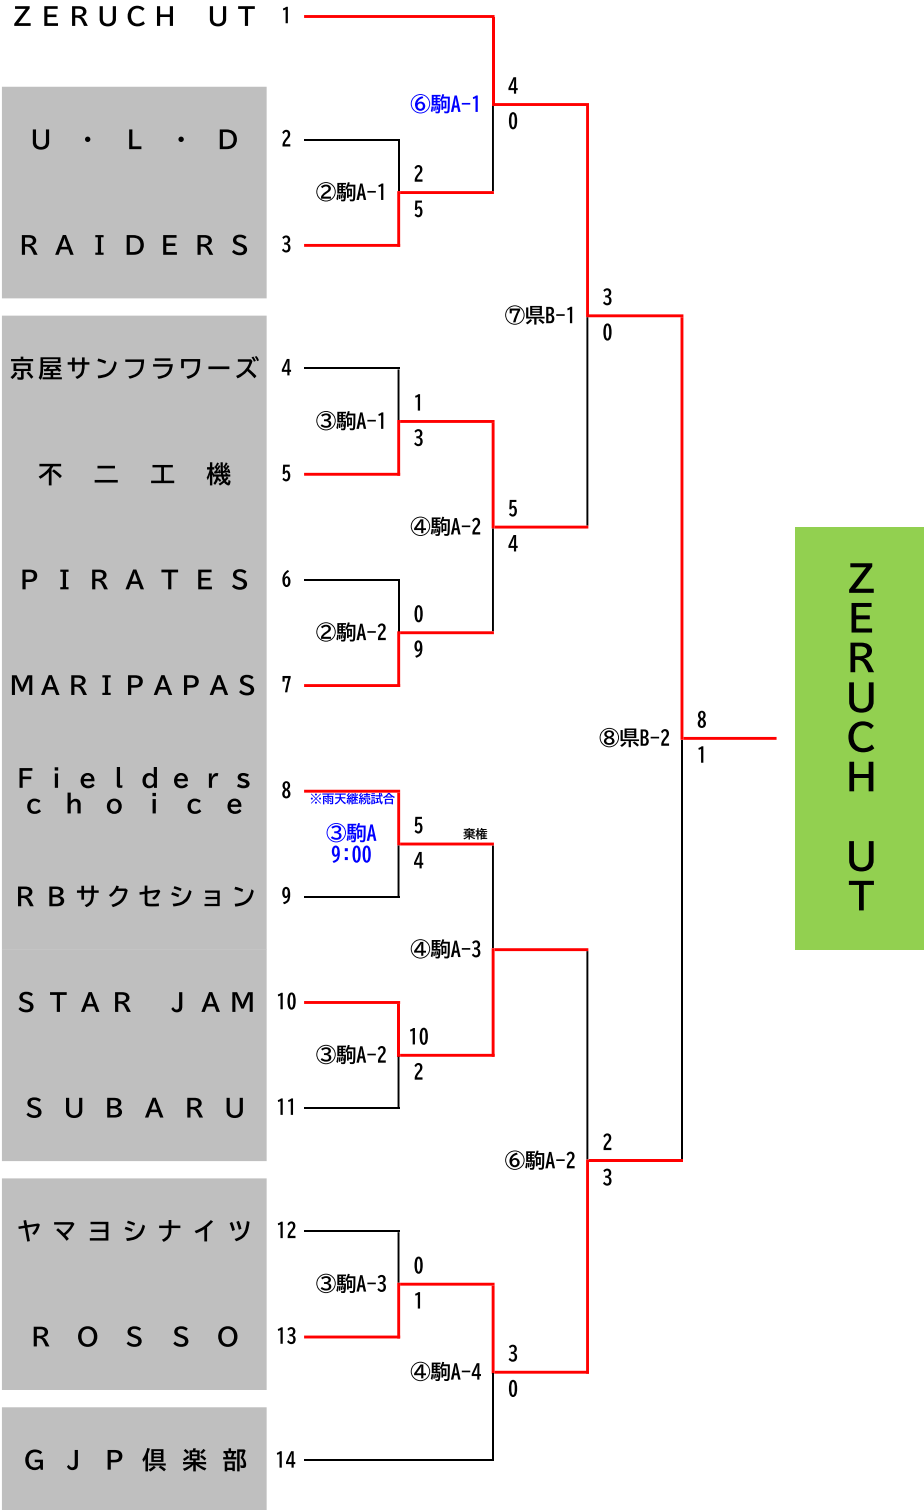 ＺＥＲＵＣＨ　ＵＴ 1
4
⑥駒A-1
0
Ｕ・Ｌ・Ｄ 2
2
②駒A-1
5
ＲＡＩＤＥＲＳ 3
3
⑦県B-1
0
京屋サンフラワーズ 4
1
③駒A-1
3
不二工機 5
5
④駒A-2
4
ＰＩＲＡＴＥＳ 6
0
②駒A-2
9
ＭＡＲＩＰＡＰＡＳ 7
8
⑧県B-2
1
ＺＥＲＵＣＨ　ＵＴ
Ｆｉｅｌｄｅｒｓ
ｃｈｏｉｃｅ
8
※雨天継続試合
5
③駒A
9:00
4
棄権
ＲＢサクセション 9
④駒A-3
ＳＴＡＲ　ＪＡＭ 10
10
③駒A-2
2
ＳＵＢＡＲＵ 11
2
⑥駒A-2
3
ヤマヨシナイツ 12
0
③駒A-3
1
ＲＯＳＳＯ 13
3
④駒A-4
0
ＧＪＰ倶楽部 14